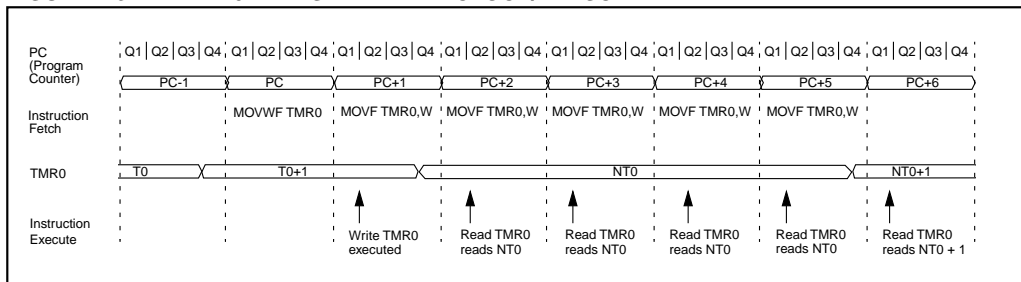 PC
(Program
Counter)
Q1 Q2 Q3 Q4 Q1 Q2 Q3 Q4 Q1 Q2 Q3 Q4 Q1 Q2 Q3 Q4 Q1 Q2 Q3 Q4 Q1 Q2 Q3 Q4 Q1 Q2 Q3 Q4 Q1 Q2 Q3 Q4
PC-1 PC PC+1 PC+2 PC+3 PC+4 PC+5 PC+6
Instruction
Fetch
MOVWF TMR0 MOVF TMR0,W MOVF TMR0,W MOVF TMR0,W MOVF TMR0,W MOVF TMR0,W
TMR0
T0 T0+1 NT0 NT0+1
Instruction
Execute
Write TMR0
executed
Read TMR0
reads NT0
Read TMR0
reads NT0
Read TMR0
reads NT0
Read TMR0
reads NT0
Read TMR0
reads NT0 + 1